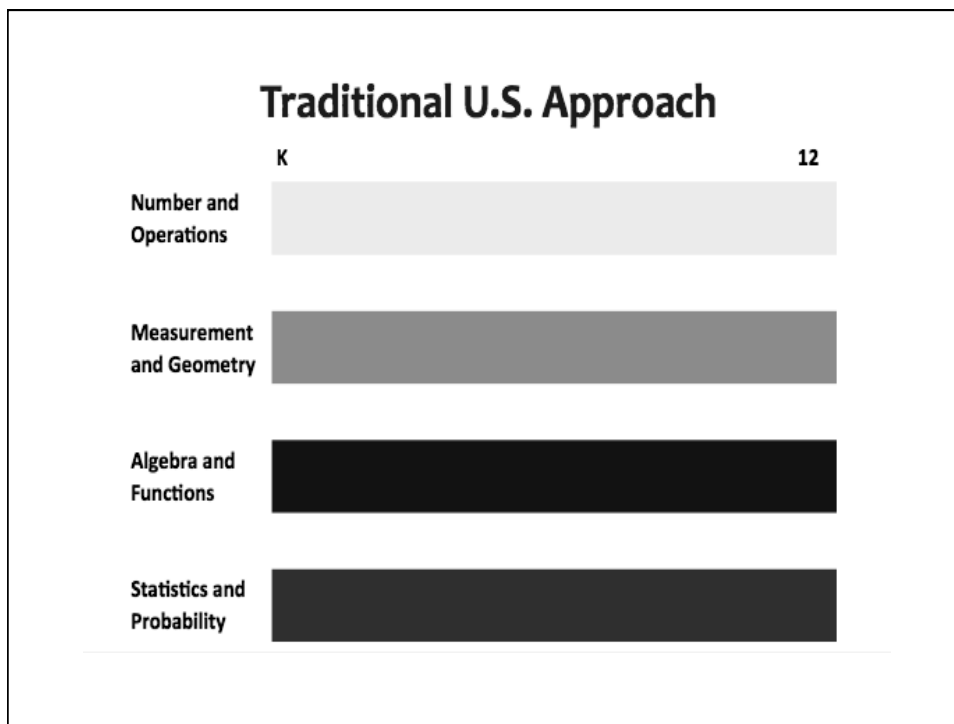 Traditional U.S. Approach
K 12
Number and
Operations
Measurement
and Geometry
Algebra and
Functions
Statistics and
Probability